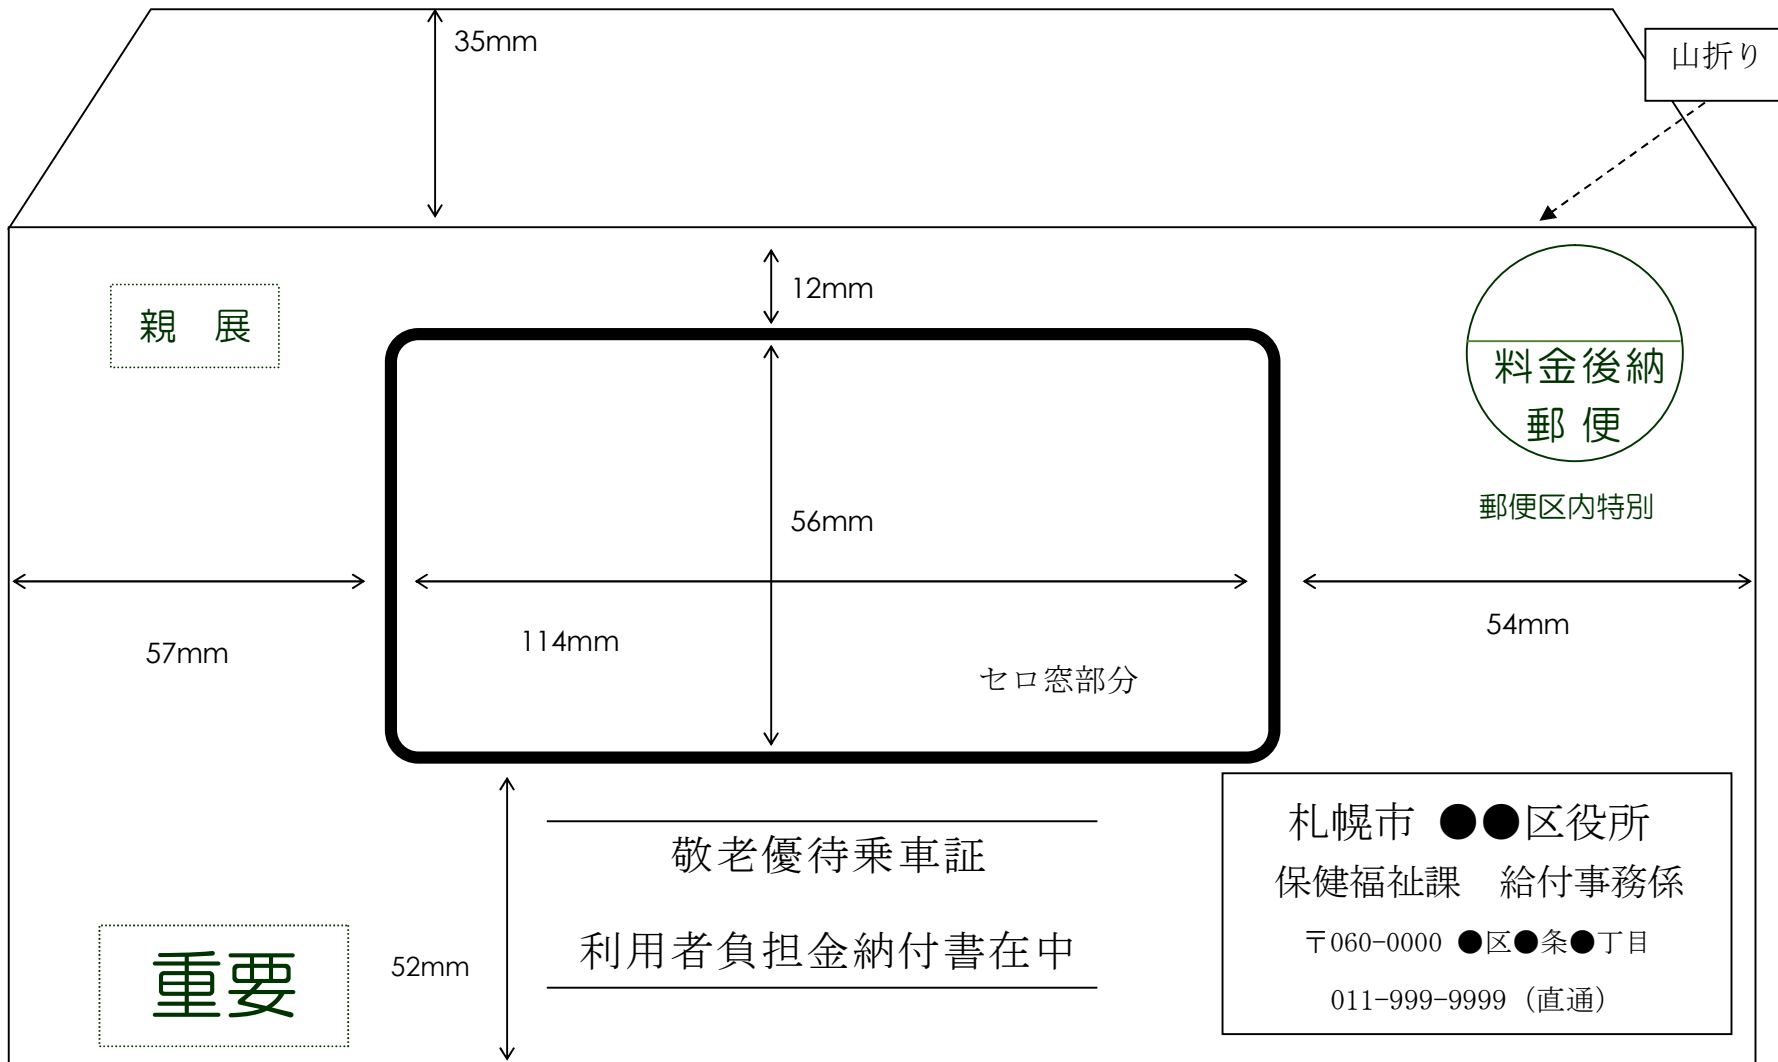 35mm
山折り
12mm
親　展
料金後納
郵 便
郵便区内特別
56mm
57mm
114mm
54mm
セロ窓部分
52mm
敬老優待乗車証
利用者負担金納付書在中
重要
札幌市 ●●区役所
保健福祉課　給付事務係
〒060-0000 ●区●条●丁目
011-999-9999（直通）